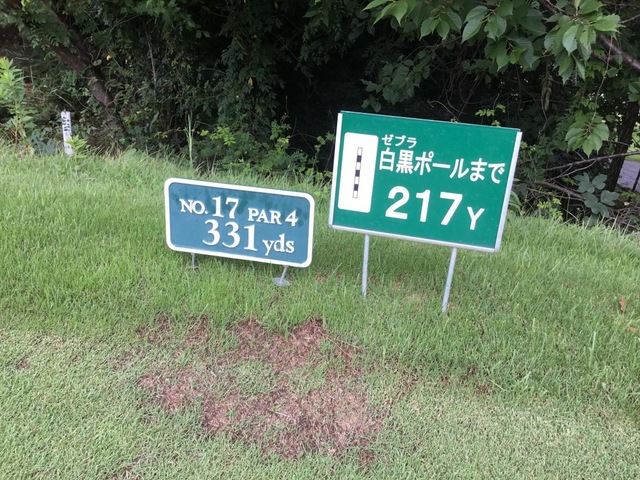 NO. 17 PAR 4
331 yds
ゼブラ
白黒ポールまで
217Y